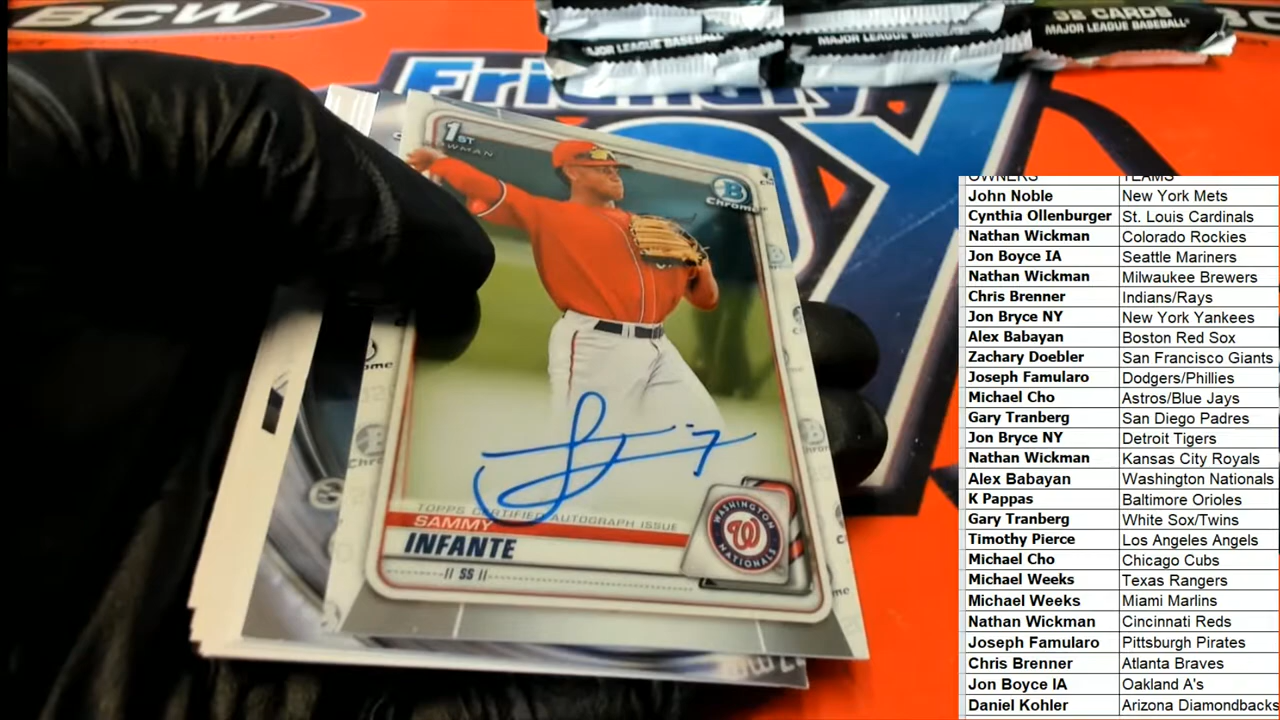 BCW
32 CARDS
MAJOR LEAGUE BASEBALL
MAJOR LEAGUE BASEBALL
MAJOR LEAGUE BASEBALL
1ST
BOWMAN
B
Chrome
TOPPS CERTIFIED AUTOGRAPH ISSUE
SAMMY
INFANTE
// SS //
WASHINGTON
W
NATIONALS
OWNERS TEAMS
John Noble New York Mets
Cynthia Ollenburger St. Louis Cardinals
Nathan Wickman Colorado Rockies
Jon Boyce IA Seattle Mariners
Nathan Wickman Milwaukee Brewers
Chris Brenner Indians/Rays
Jon Bryce NY New York Yankees
Alex Babayan Boston Red Sox
Zachary Doebler San Francisco Giants
Joseph Famularo Dodgers/Phillies
Michael Cho Astros/Blue Jays
Gary Tranberg San Diego Padres
Jon Bryce NY Detroit Tigers
Nathan Wickman Kansas City Royals
Alex Babayan Washington Nationals
K Pappas Baltimore Orioles
Gary Tranberg White Sox/Twins
Timothy Pierce Los Angeles Angels
Michael Cho Chicago Cubs
Michael Weeks Texas Rangers
Michael Weeks Miami Marlins
Nathan Wickman Cincinnati Reds
Joseph Famularo Pittsburgh Pirates
Chris Brenner Atlanta Braves
Jon Boyce IA Oakland A's
Daniel Kohler Arizona Diamondbacks